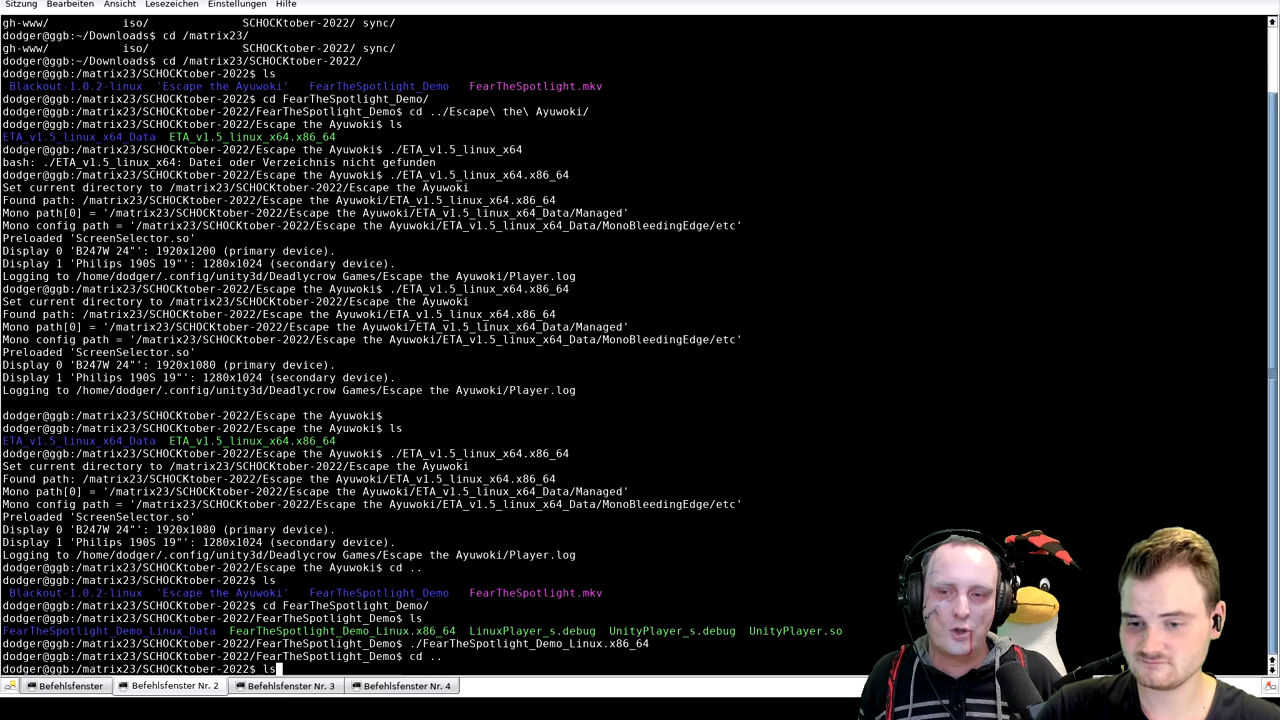 Sitzung Bearbeiten Ansicht Lesezeichen Einstellungen Hilfe
gh-www/ iso/ SCHOCKtober-2022/ sync/
dodger@ggb:~/Downloads$ cd /matrix23/
gh-www/ iso/ SCHOCKtober-2022/ sync/
dodger@ggb:~/Downloads$ cd /matrix23/SCHOCKtober-2022/
dodger@ggb:/matrix23/SCHOCKtober-2022$ ls
Blackout-1.0.2-linux 'Escape the Ayuwoki' FearTheSpotlight_Demo FearTheSpotlight.mkv
dodger@ggb:/matrix23/SCHOCKtober-2022$ cd FearTheSpotlight_Demo/
dodger@ggb:/matrix23/SCHOCKtober-2022/FearTheSpotlight_Demo$ cd ../Escape\ the\ Ayuwoki/
dodger@ggb:/matrix23/SCHOCKtober-2022/Escape the Ayuwoki$ ls
ETA_v1.5_linux_x64_Data ETA_v1.5_linux_x64.x86_64
dodger@ggb:/matrix23/SCHOCKtober-2022/Escape the Ayuwoki$ ./ETA_v1.5_linux_x64
bash: ./ETA_v1.5_linux_x64: Datei oder Verzeichnis nicht gefunden
dodger@ggb:/matrix23/SCHOCKtober-2022/Escape the Ayuwoki$ ./ETA_v1.5_linux_x64.x86_64
Set current directory to /matrix23/SCHOCKtober-2022/Escape the Ayuwoki
Found path: /matrix23/SCHOCKtober-2022/Escape the Ayuwoki/ETA_v1.5_linux_x64.x86_64
Mono path[0] = '/matrix23/SCHOCKtober-2022/Escape the Ayuwoki/ETA_v1.5_linux_x64_Data/Managed'
Mono config path = '/matrix23/SCHOCKtober-2022/Escape the Ayuwoki/ETA_v1.5_linux_x64_Data/MonoBleedingEdge/etc'
Preloaded 'ScreenSelector.so'
Display 0 'B247W 24"': 1920x1200 (primary device).
Display 1 'Philips 190S 19"': 1280x1024 (secondary device).
Logging to /home/dodger/.config/unity3d/Deadlycrow Games/Escape the Ayuwoki/Player.log
dodger@ggb:/matrix23/SCHOCKtober-2022/Escape the Ayuwoki$ ./ETA_v1.5_linux_x64.x86_64
Set current directory to /matrix23/SCHOCKtober-2022/Escape the Ayuwoki
Found path: /matrix23/SCHOCKtober-2022/Escape the Ayuwoki/ETA_v1.5_linux_x64.x86_64
Mono path[0] = '/matrix23/SCHOCKtober-2022/Escape the Ayuwoki/ETA_v1.5_linux_x64_Data/Managed'
Mono config path = '/matrix23/SCHOCKtober-2022/Escape the Ayuwoki/ETA_v1.5_linux_x64_Data/MonoBleedingEdge/etc'
Preloaded 'ScreenSelector.so'
Display 0 'B247W 24"': 1920x1080 (primary device).
Display 1 'Philips 190S 19"': 1280x1024 (secondary device).
Logging to /home/dodger/.config/unity3d/Deadlycrow Games/Escape the Ayuwoki/Player.log
dodger@ggb:/matrix23/SCHOCKtober-2022/Escape the Ayuwoki$
dodger@ggb:/matrix23/SCHOCKtober-2022/Escape the Ayuwoki$ ls
ETA_v1.5_linux_x64_Data ETA_v1.5_linux_x64.x86_64
dodger@ggb:/matrix23/SCHOCKtober-2022/Escape the Ayuwoki$ ./ETA_v1.5_linux_x64.x86_64
Set current directory to /matrix23/SCHOCKtober-2022/Escape the Ayuwoki
Found path: /matrix23/SCHOCKtober-2022/Escape the Ayuwoki/ETA_v1.5_linux_x64.x86_64
Mono path[0] = '/matrix23/SCHOCKtober-2022/Escape the Ayuwoki/ETA_v1.5_linux_x64_Data/Managed'
Mono config path = '/matrix23/SCHOCKtober-2022/Escape the Ayuwoki/ETA_v1.5_linux_x64_Data/MonoBleedingEdge/etc'
Preloaded 'ScreenSelector.so'
Display 0 'B247W 24"': 1920x1080 (primary device).
Display 1 'Philips 190S 19"': 1280x1024 (secondary device).
Logging to /home/dodger/.config/unity3d/Deadlycrow Games/Escape the Ayuwoki/Player.log
dodger@ggb:/matrix23/SCHOCKtober-2022/Escape the Ayuwoki$ cd ..
dodger@ggb:/matrix23/SCHOCKtober-2022$ ls
Blackout-1.0.2-linux 'Escape the Ayuwoki' FearTheSpotlight_Demo FearTheSpotlight.mkv
dodger@ggb:/matrix23/SCHOCKtober-2022$ cd FearTheSpotlight_Demo/
dodger@ggb:/matrix23/SCHOCKtober-2022/FearTheSpotlight_Demo$ ls
FearTheSpotlight_Demo_Linux_Data FearTheSpotlight_Demo_Linux.x86_64 LinuxPlayer_s.debug UnityPlayer_s.debug UnityPlayer.so
dodger@ggb:/matrix23/SCHOCKtober-2022/FearTheSpotlight_Demo$ ./FearTheSpotlight_Demo_Linux.x86_64
dodger@ggb:/matrix23/SCHOCKtober-2022/FearTheSpotlight_Demo$ cd ..
dodger@ggb:/matrix23/SCHOCKtober-2022$ ls
Befehlsfenster Befehlsfenster Nr. 2 Befehlsfenster Nr. 3 Befehlsfenster Nr. 4